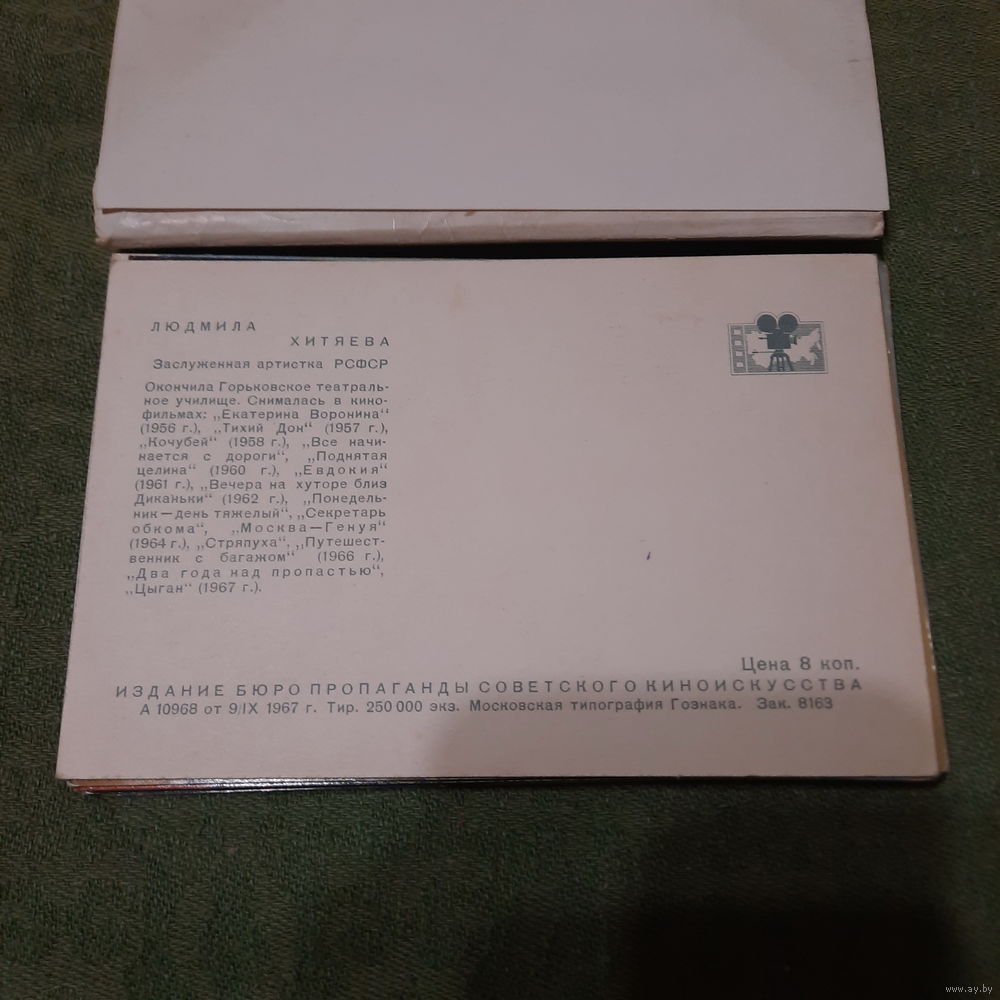 ЛЮДМИЛА
ХИТЯЕВА
Заслуженная артистка РСФСР
Окончила Горьковское театраль-
ное училище. Снималась в кино-
фильмах: „Екатерина Воронина“
(1956 г.), „Тихий Дон“ (1957 г.),
„Кочубей“ (1958 г.), „Все начи-
нается с дороги“, „Поднятая
целина“ (1960 г.), „Евдокия“
(1961 г.), „Вечера на хуторе близ
Диканьки“ (1962 г.), „Понедель-
ник—день тяжелый“, „Секретарь
обкома“, „Москва—Генуя“
(1964 г.), „Стряпуха“, „Путешест-
венник с багажом“ (1966 г.),
„Два года над пропастью“,
„Цыган“ (1967 г.).
Цена 8 коп.
ИЗДАНИЕ БЮРО ПРОПАГАНДЫ СОВЕТСКОГО КИНОИСКУССТВА
А 10968 от 9/IX 1967 г. Тир. 250 000 экз. Московская типография Гознака. Зак. 8163
www.ay.by